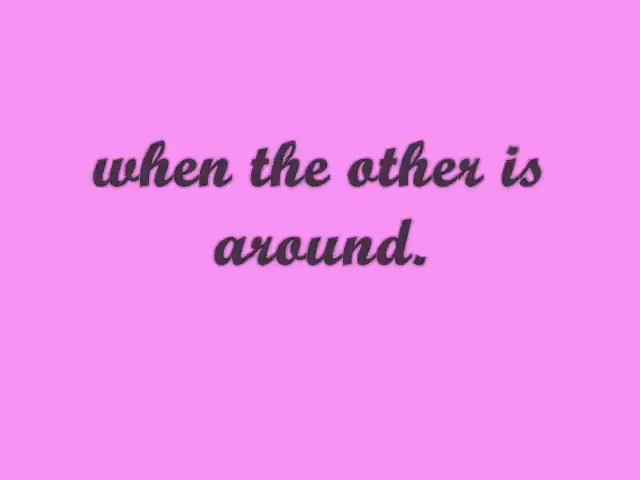 when the other is
around.